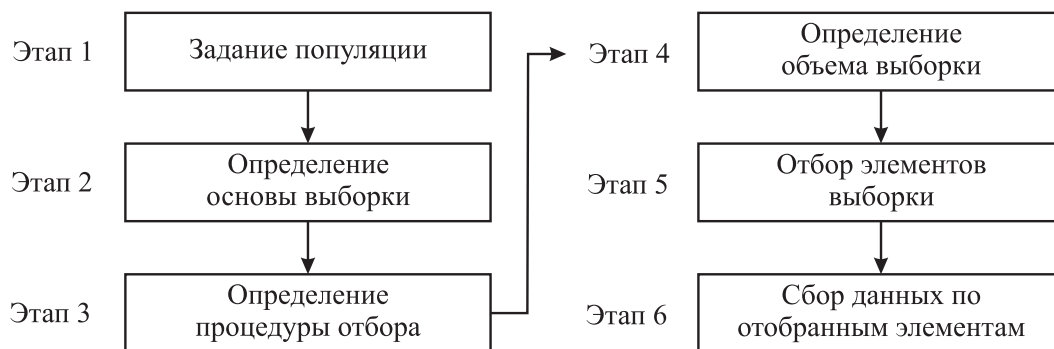 Этап 1
Задание популяции
Этап 2
Определение
основы выборки
Этап 3
Определение
процедуры отбора
Этап 4
Определение
объема выборки
Этап 5
Отбор элементов
выборки
Этап 6
Сбор данных по
отобранным элементам